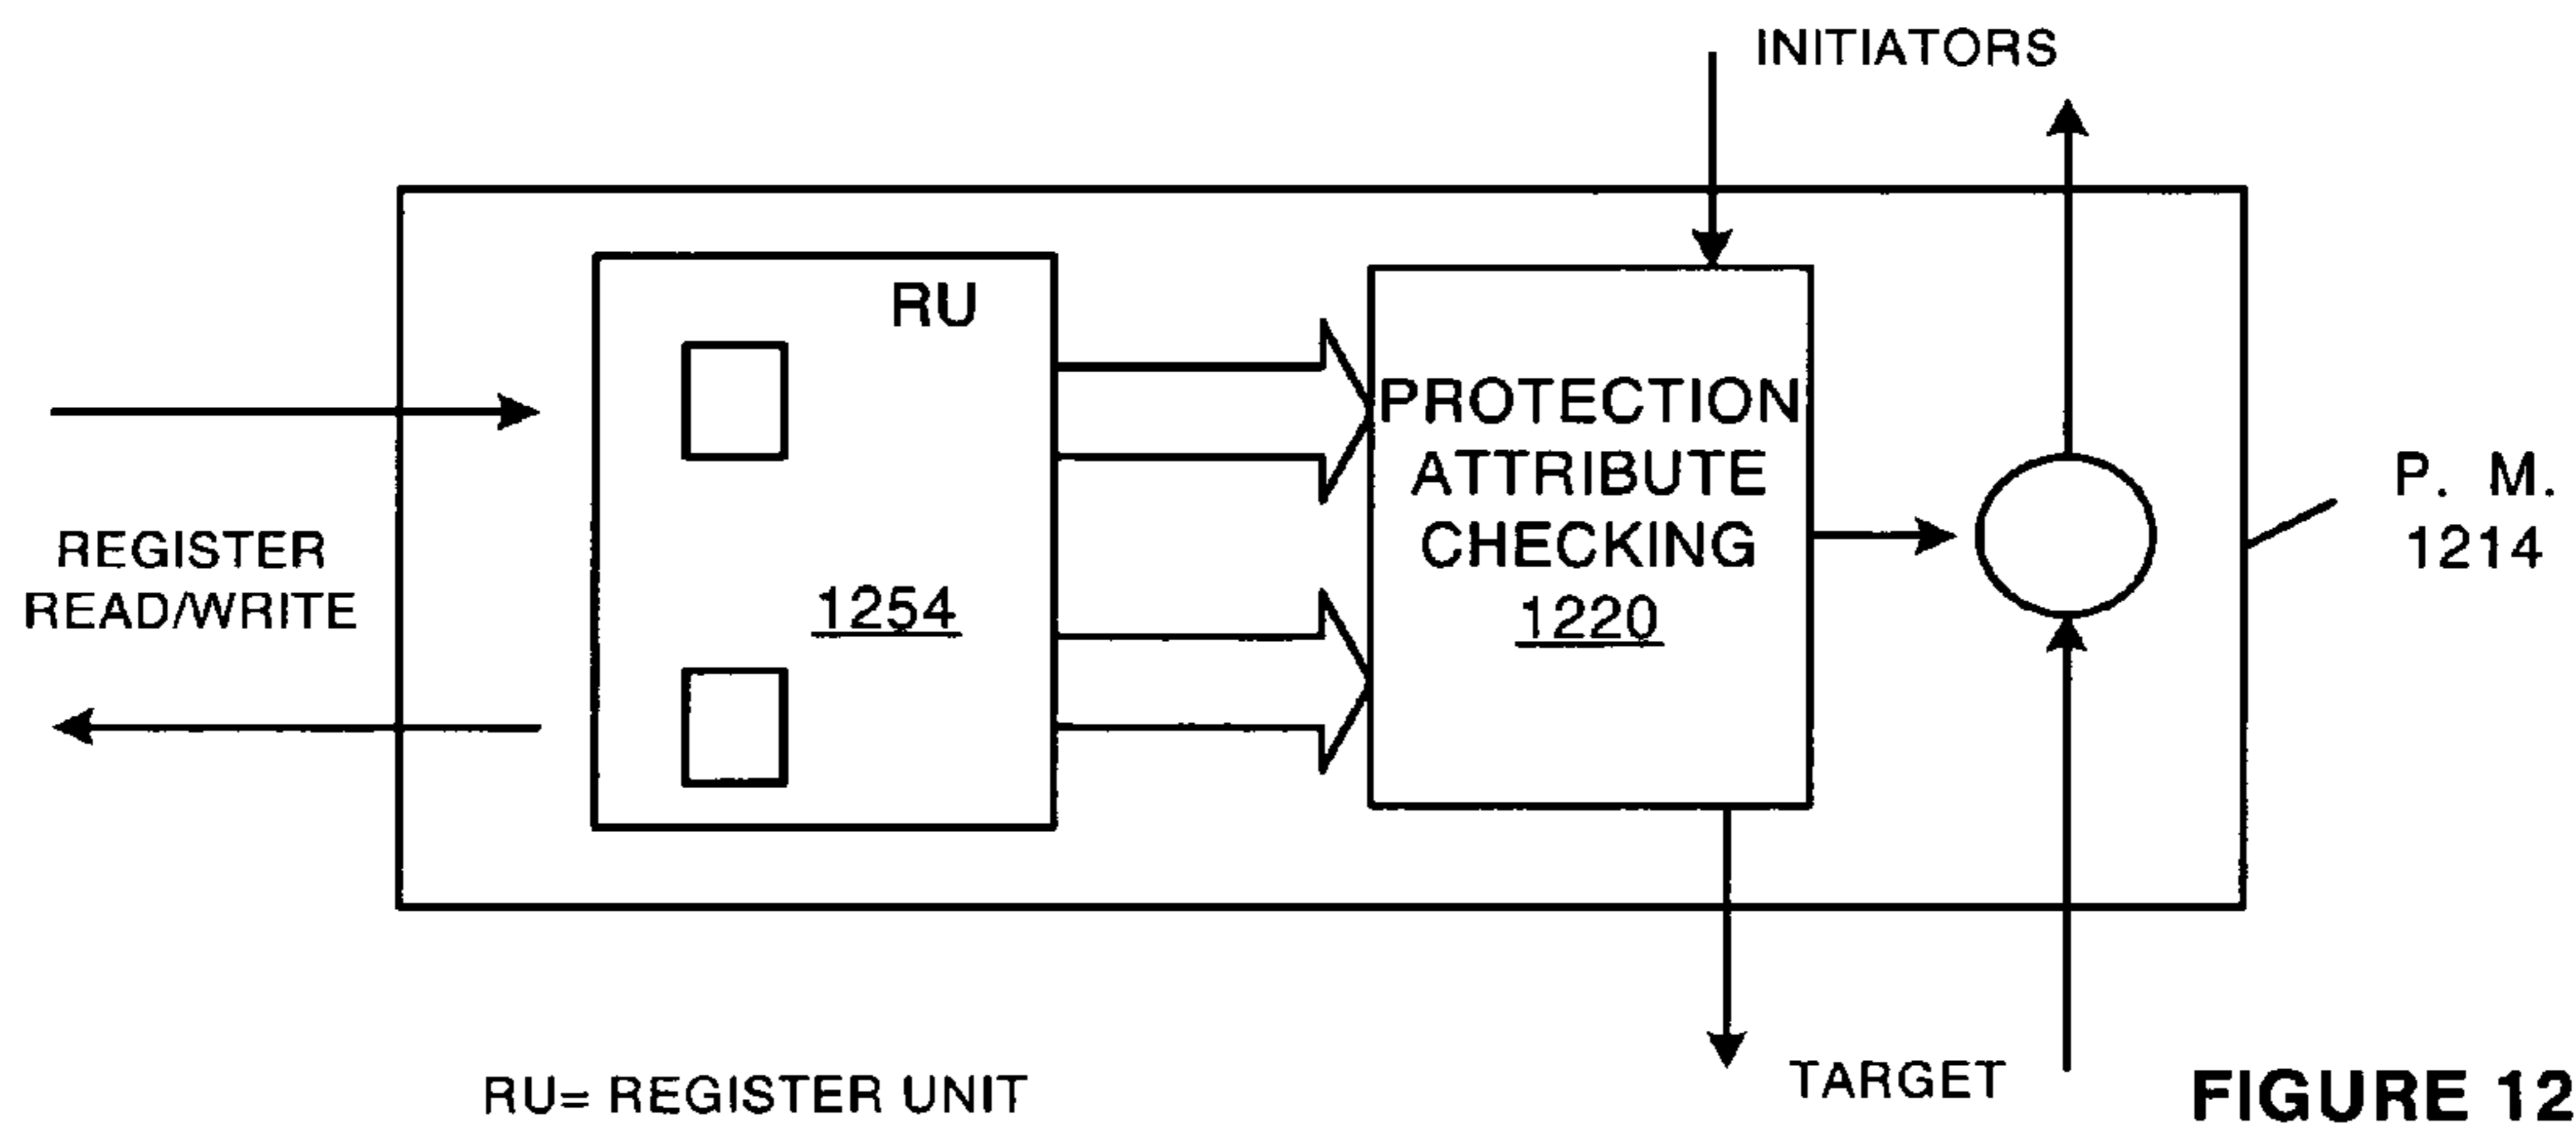 INITIATORS
RU
PROTECTION
ATTRIBUTE
CHECKING
1220
1254
REGISTER
READ/WRITE
P. M.
1214
TARGET
RU= REGISTER UNIT
FIGURE 12